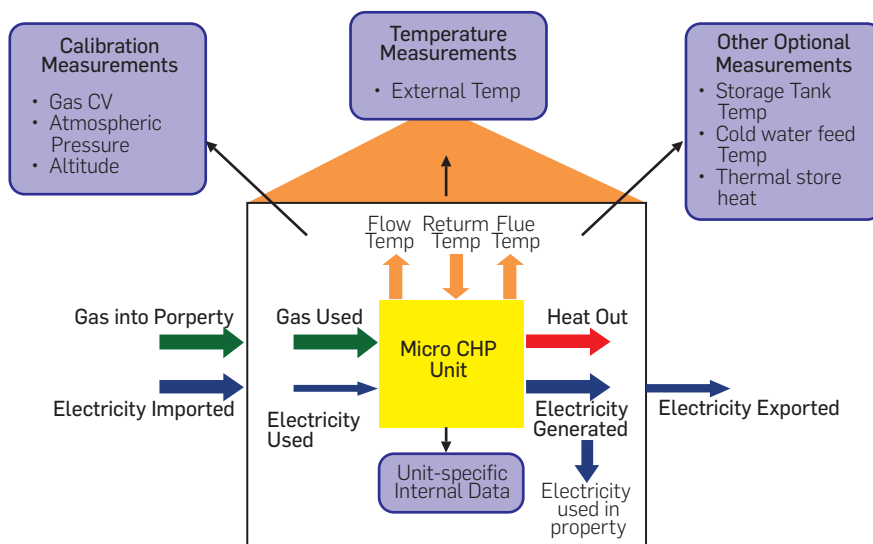 Calibration
Measurements
• Gas CV
• Atmospheric
Pressure
• Altitude
Temperature
Measurements
• External Temp
Other Optional
Measurements
• Storage Tank
Temp
• Cold water feed
Temp
• Thermal store
heat
Flow
Temp
Returm
Temp
Flue
Temp
Gas into Porperty
Gas Used
Micro CHP
Unit
Heat Out
Electricity Imported
Electricity
Used
Electricity
Generated
Electricity Exported
Unit-specific
Internal Data
Electricity
used in
property